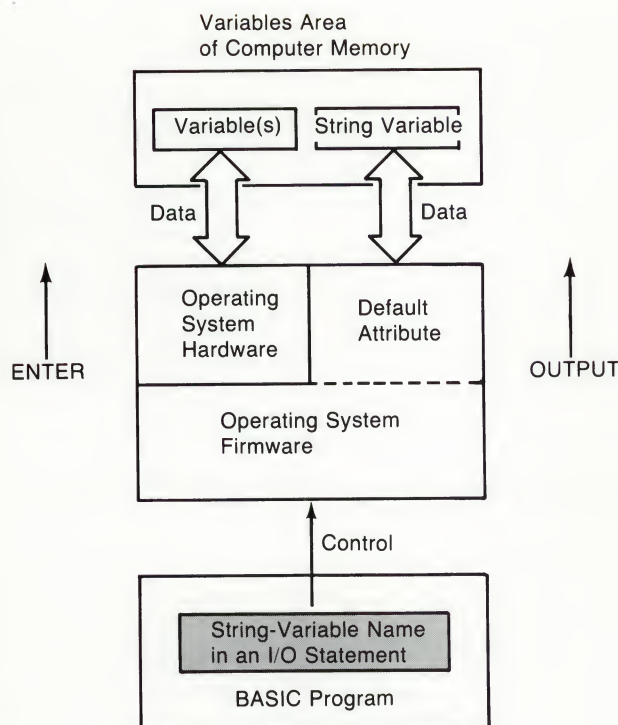 Variables Area
of Computer Memory
Variable(s)
String Variable
Data
Data
Operating
System
Hardware
Default
Attribute
ENTER
OUTPUT
Operating System
Firmware
Control
String-Variable Name
in an I/O Statement
BASIC Program